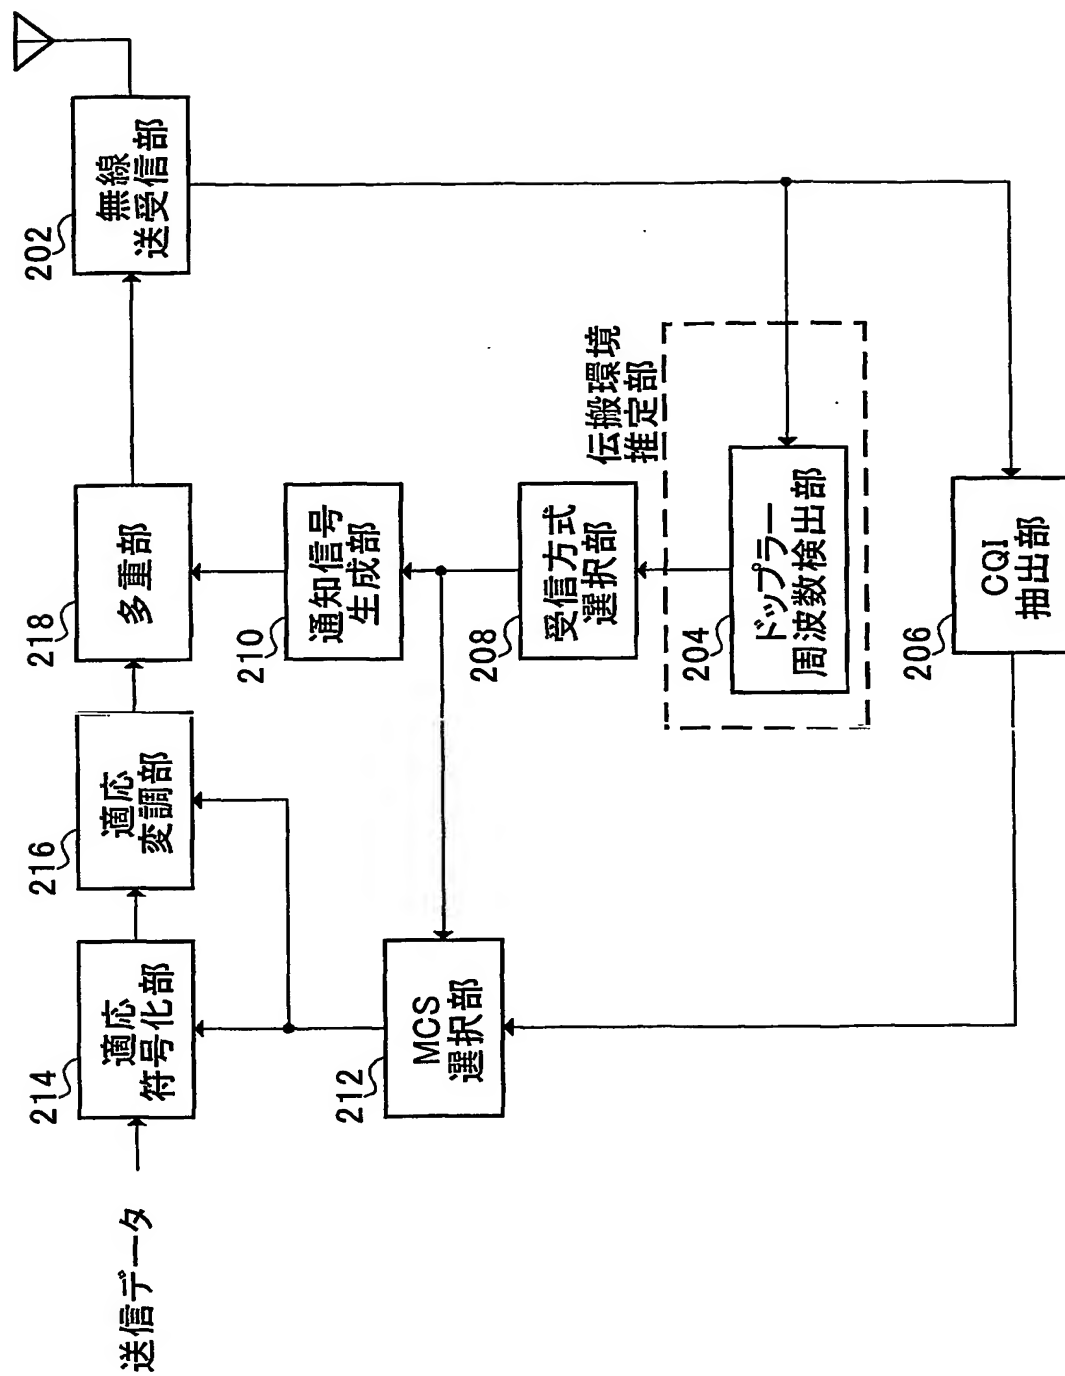 送信データ
214
適応
符号化部
216
適応
変調部
218
多重部
202
無線
送受信部
210
通知信号
生成部
212
MCS
選択部
208
受信方式
選択部
伝搬環境
推定部
204
ドップラー
周波数検出部
206
CQI
抽出部